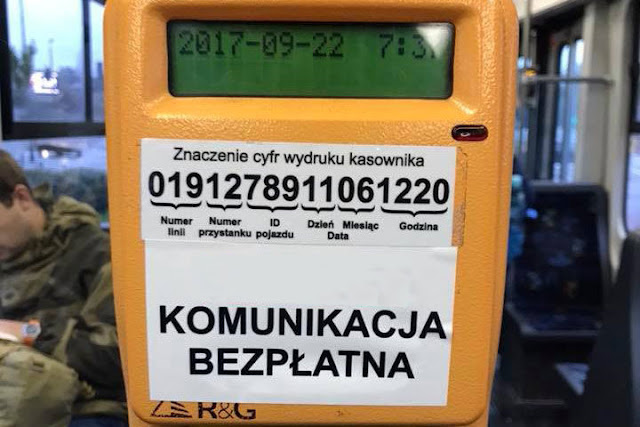 2017-09-22 7:3
Znaczenie cyfr wydruku kasownika
0191278911061220
Numer linii Numer przystanku ID pojazdu Dzień Miesiąc Data Godzina
KOMUNIKACJA
BEZPŁATNA
R&G